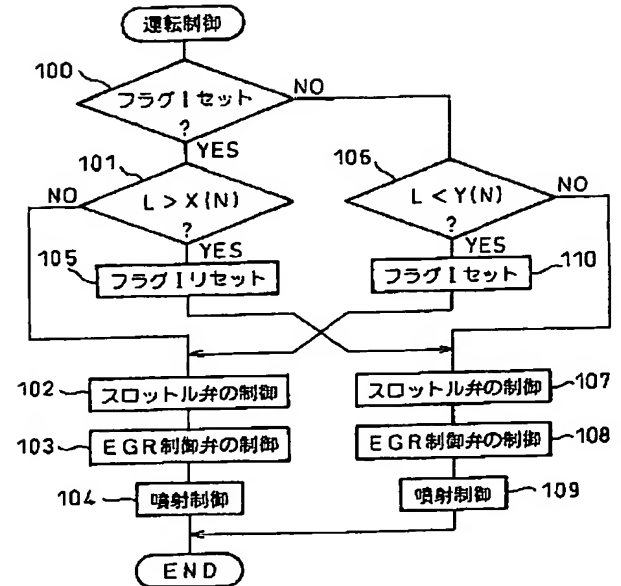 運転制御
100
フラグIセット
?
NO
YES
101
NO
L>X(N)
?
YES
106
L<Y(N)
?
NO
YES
105
フラグIリセット
フラグIセット
110
102
スロットル弁の制御
スロットル弁の制御
107
103
EGR制御弁の制御
EGR制御弁の制御
108
104
噴射制御
噴射制御
109
END